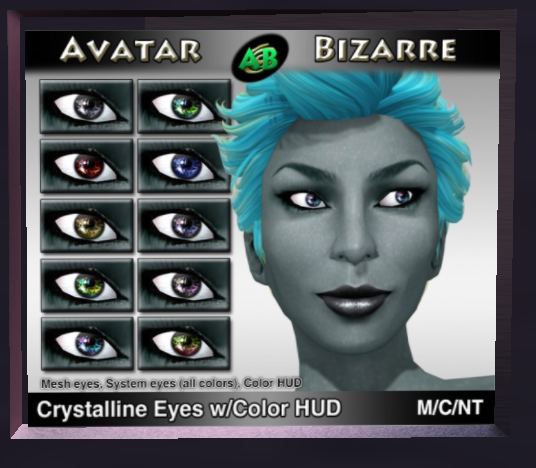 AVATAR AB BIZARRE
Mesh eyes, System eyes (all colors), Color HUD
Crystalline Eyes w/Color HUD M/C/NT